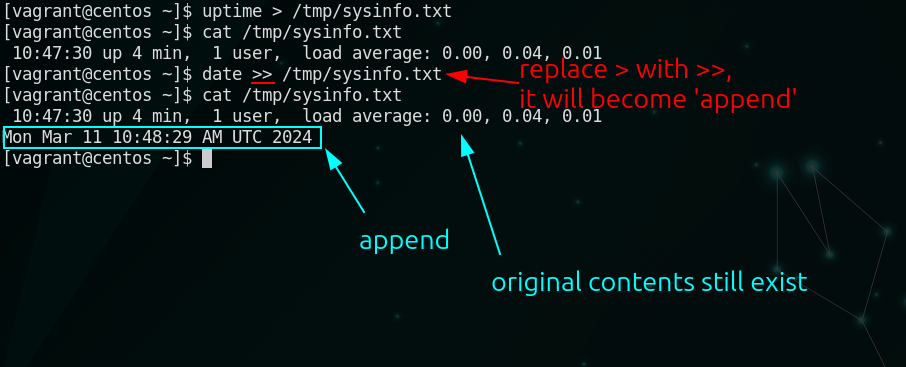 [vagrant@centos ~]$ uptime > /tmp/sysinfo.txt
[vagrant@centos ~]$ cat /tmp/sysinfo.txt
 10:47:30 up 4 min,  1 user,  load average: 0.00, 0.04, 0.01
[vagrant@centos ~]$ date >> /tmp/sysinfo.txt
replace > with >>,
it will become 'append'
[vagrant@centos ~]$ cat /tmp/sysinfo.txt
 10:47:30 up 4 min,  1 user,  load average: 0.00, 0.04, 0.01
Mon Mar 11 10:48:29 AM UTC 2024
[vagrant@centos ~]$
append
original contents still exist